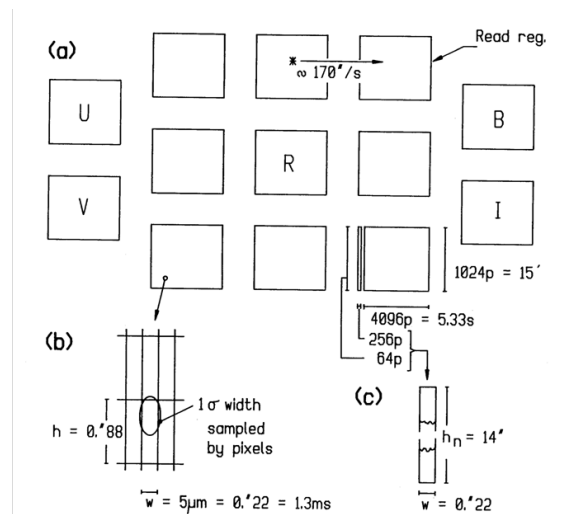 (a)
Read reg.
∞ 170"/s
U
B
R
V
I
1024p = 15′
4096p = 5.33s
256p
64p
(b)
(c)
1σ width
sampled
by pixels
h = 0."88
hn = 14"
w = 5μm = 0."22 = 1.3ms
w = 0."22